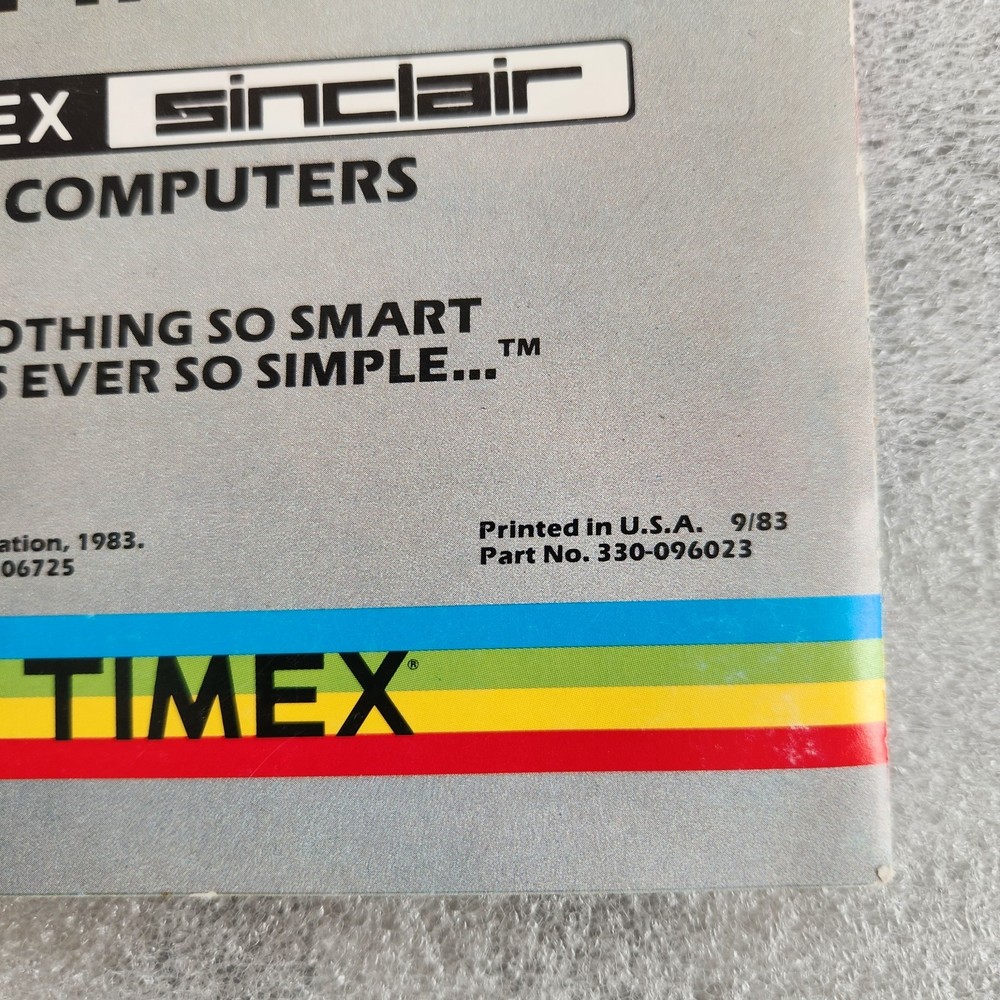 EX sinclair
COMPUTERS
OTHING SO SMART
S EVER SO SIMPLE...™
ation, 1983.
06725
Printed in U.S.A. 9/83
Part No. 330-096023
TIMEX®